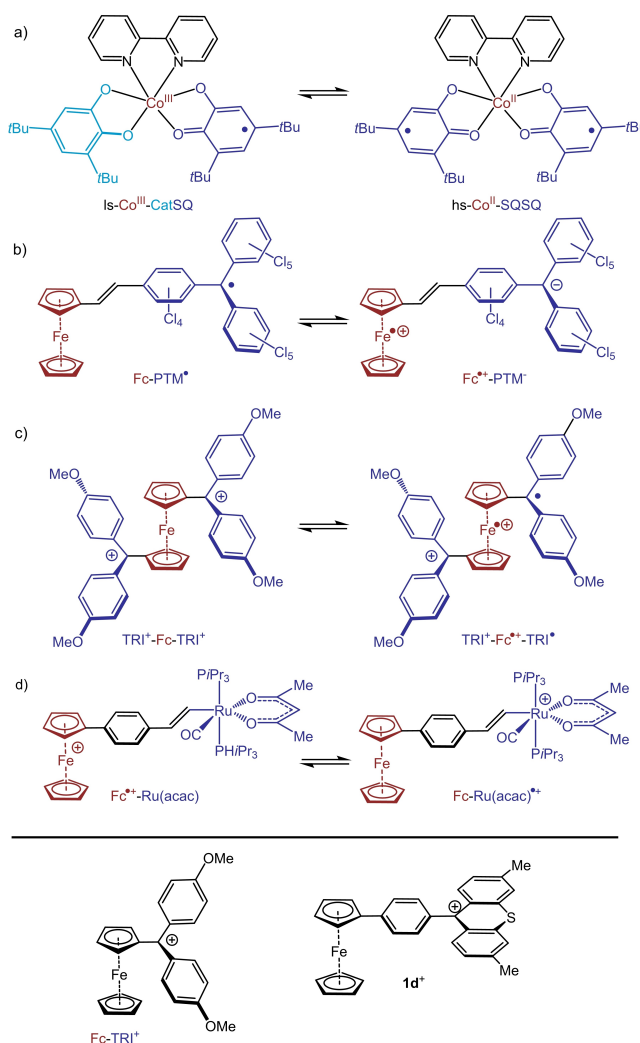 a)
N N
O Co^III O
O O
tBu tBu
tBu tBu
ls-Co^III-CatSQ
N N
O Co^II O
O O
tBu tBu
tBu tBu
hs-Co^II-SQSQ
b)
Cl5
Cl4
Cl5
Fe
Fc-PTM•
Cl5
Cl4
Cl5
Fe•⊕
Fc•+-PTM-
c)
OMe
MeO
⊕
Fe
⊕
OMe
MeO
TRI+-Fc-TRI+
OMe
MeO
Fe•⊕
⊕
OMe
MeO
TRI+-Fc•+-TRI•
d)
PiPr3
Me
Ru O
O
OC
Me
PHiPr3
⊕
Fe
Fc•+-Ru(acac)
PiPr3
Me
⊕
Ru O
O
OC
Me
PiPr3
Fe
Fc-Ru(acac)•+
OMe
⊕
Fe
OMe
Fc-TRI+
Me
⊕
S
Fe
Me
1d+